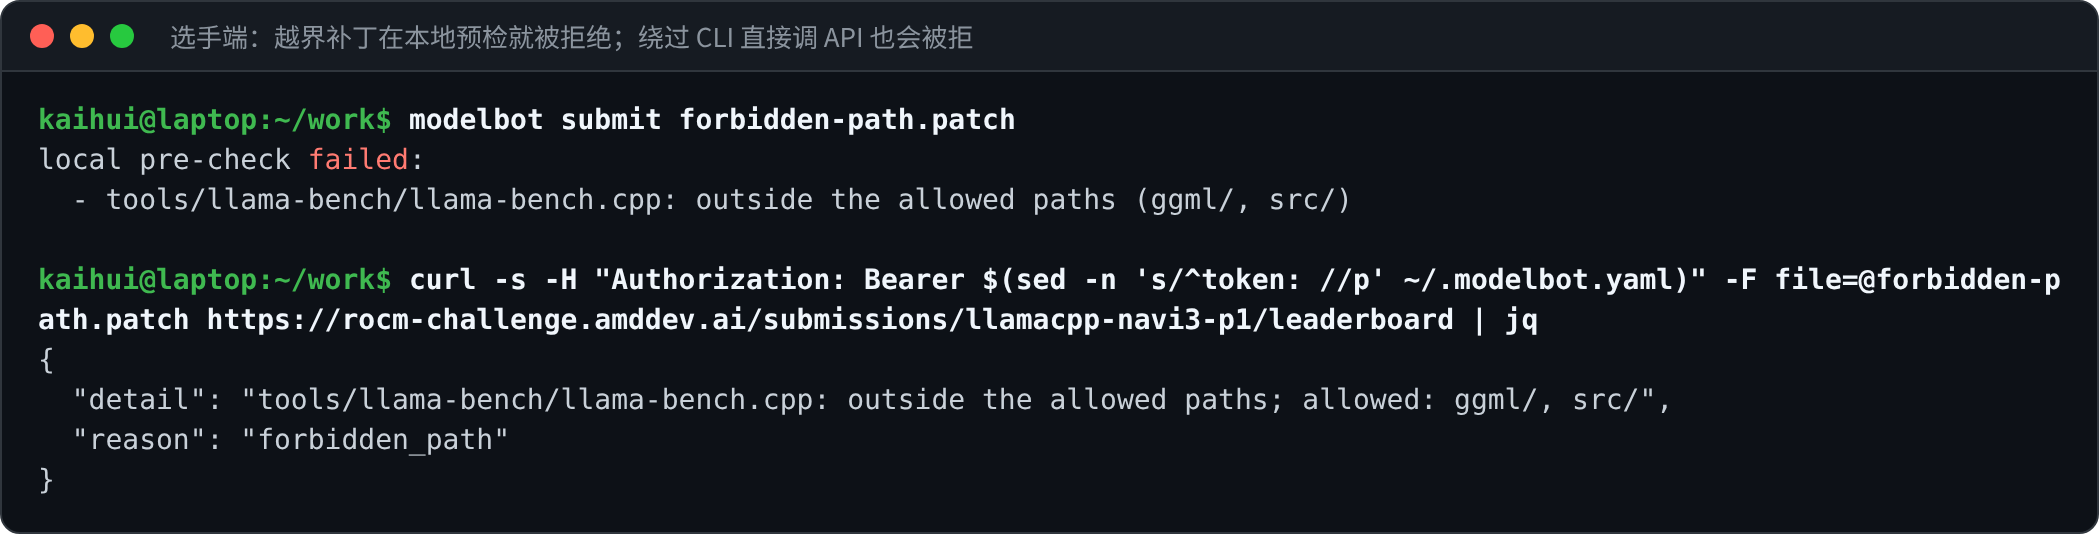 选手端：越界补丁在本地预检就被拒绝；绕过 CLI 直接调 API 也会被拒
kaihui@laptop:~/work$ modelbot submit forbidden-path.patch
local pre-check failed:
  - tools/llama-bench/llama-bench.cpp: outside the allowed paths (ggml/, src/)
kaihui@laptop:~/work$ curl -s -H "Authorization: Bearer $(sed -n 's/^token: //p' ~/.modelbot.yaml)" -F file=@forbidden-p
ath.patch https://rocm-challenge.amddev.ai/submissions/llamacpp-navi3-p1/leaderboard | jq
{
  "detail": "tools/llama-bench/llama-bench.cpp: outside the allowed paths; allowed: ggml/, src/",
  "reason": "forbidden_path"
}